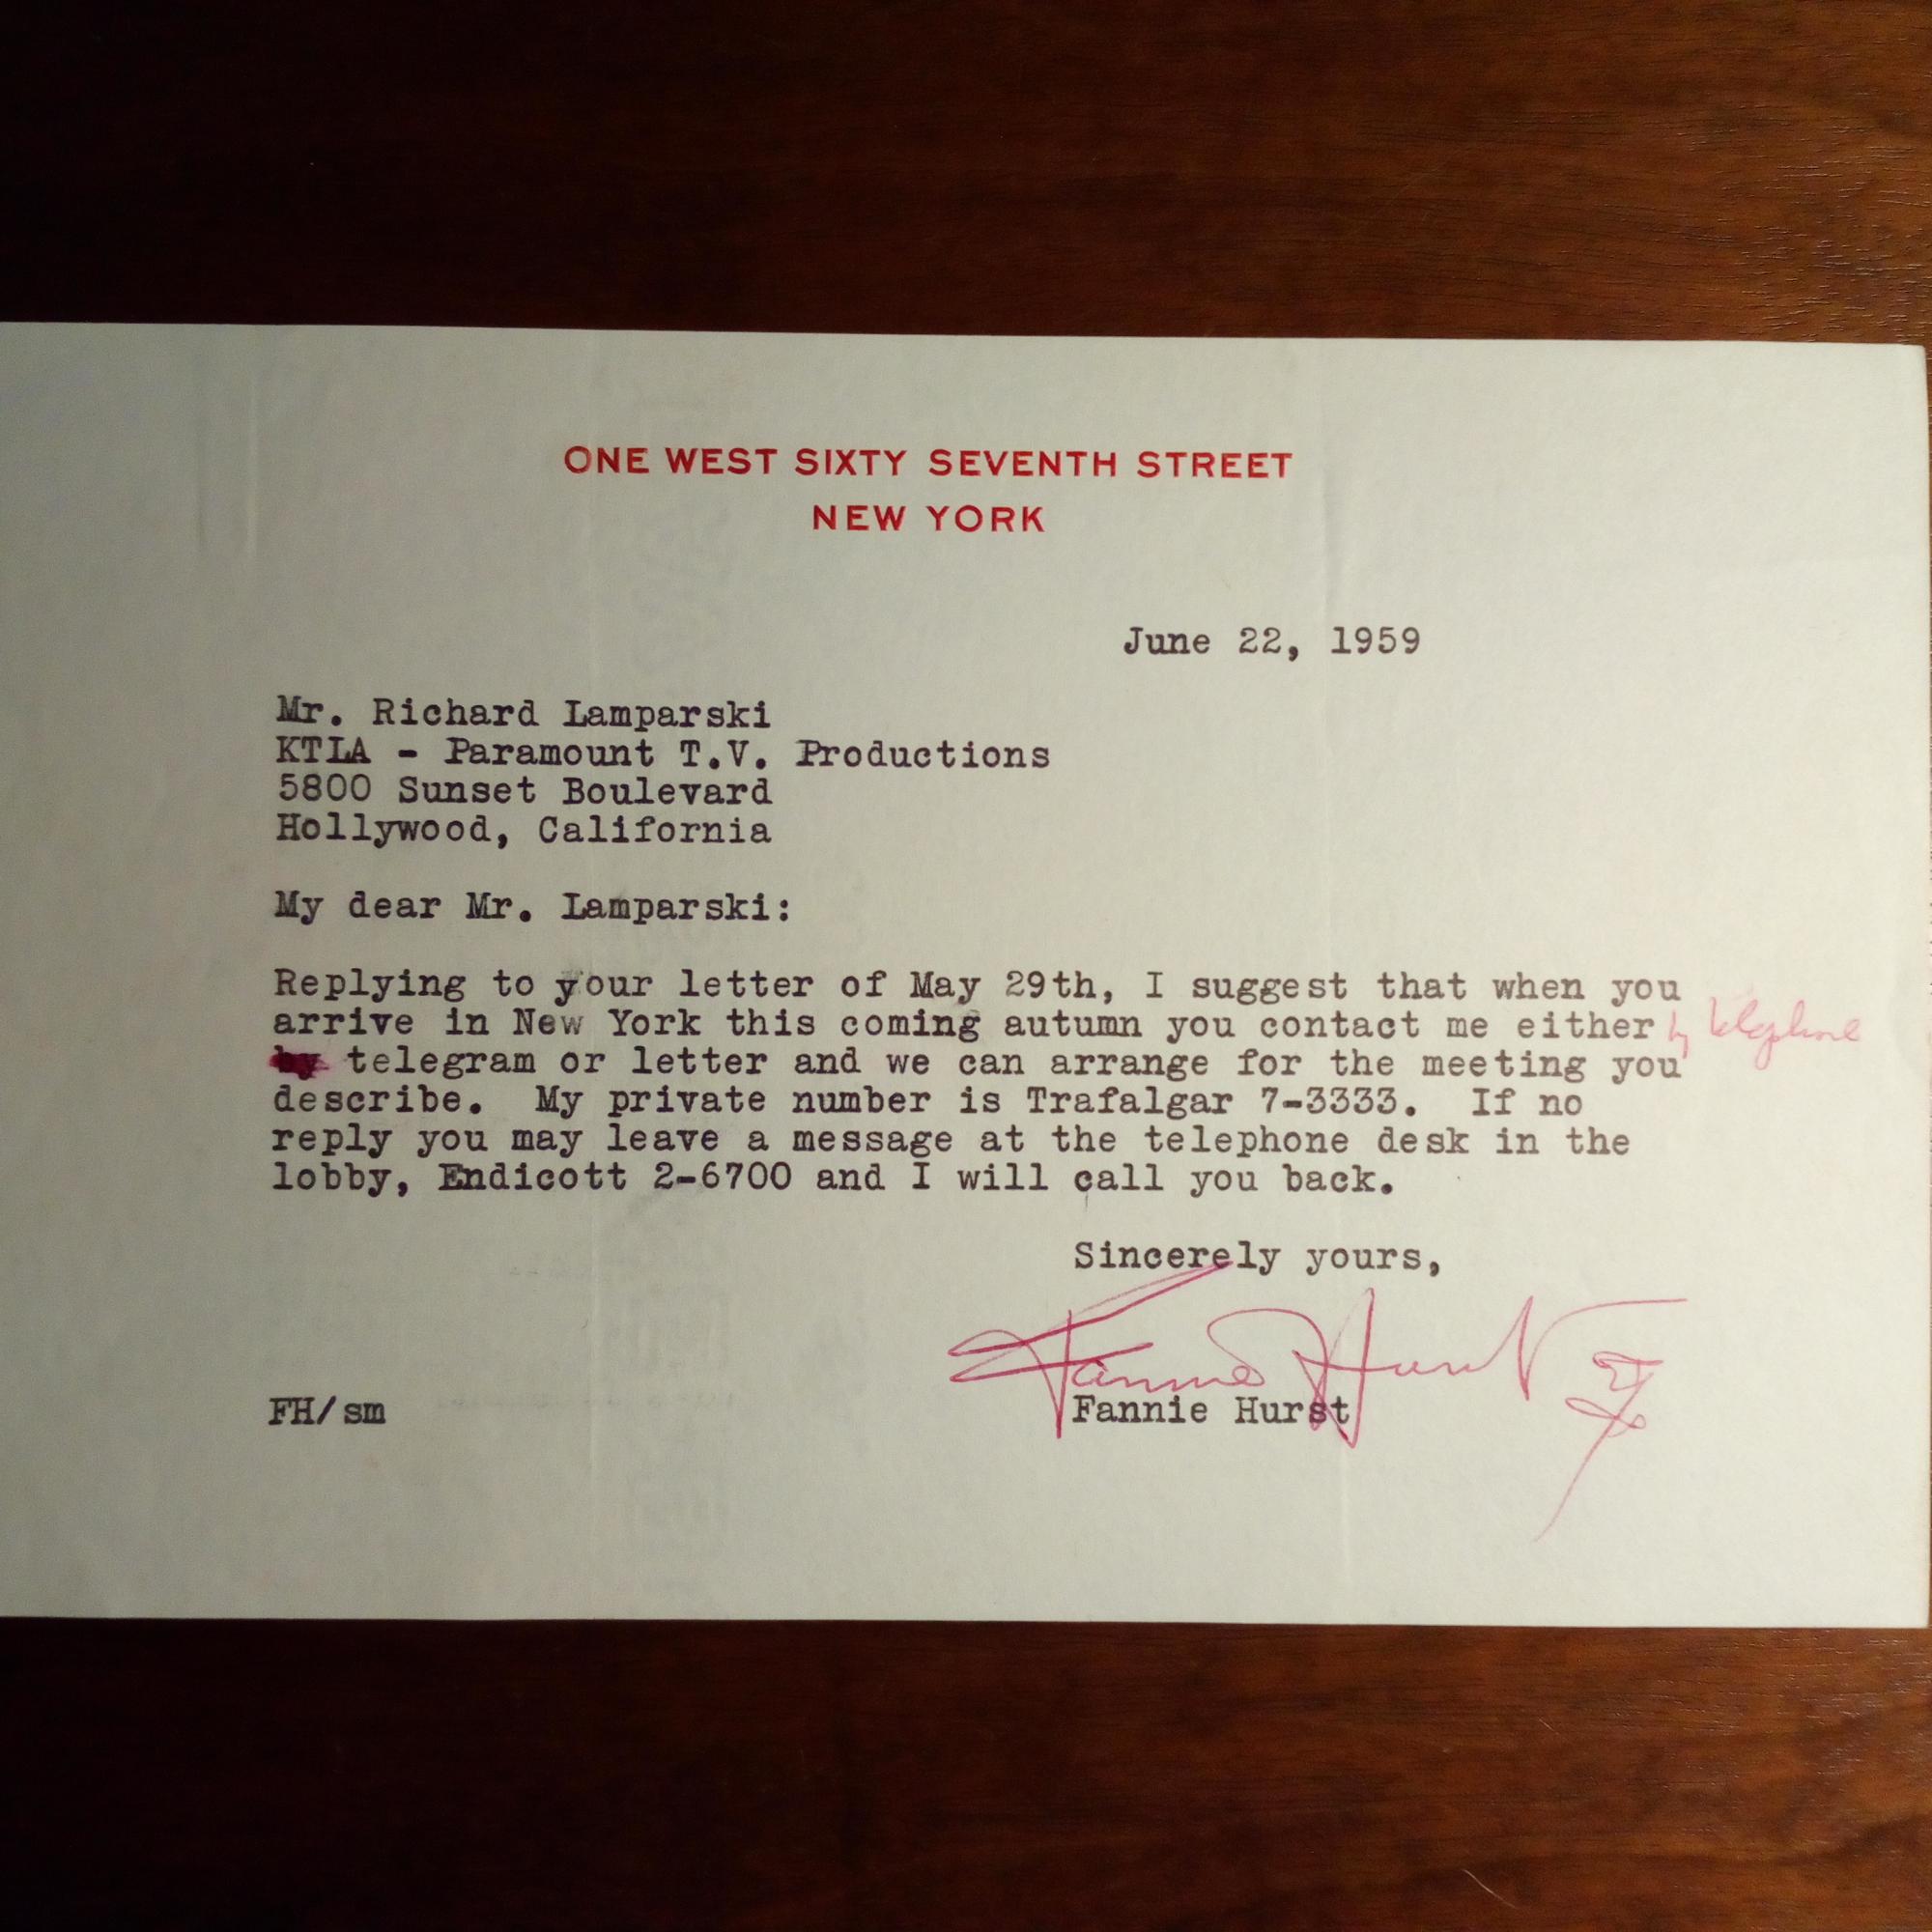 ONE WEST SIXTY SEVENTH STREET
NEW YORK
June 22, 1959
Mr. Richard Lamparski
KTLA - Paramount T.V. Productions
5800 Sunset Boulevard
Hollywood, California
My dear Mr. Lamparski:
Replying to your letter of May 29th, I suggest that when you
arrive in New York this coming autumn you contact me either by telephone
by telegram or letter and we can arrange for the meeting you
describe. My private number is Trafalgar 7-3333. If no
reply you may leave a message at the telephone desk in the
lobby, Endicott 2-6700 and I will call you back.
Sincerely yours,
Fannie Hurst
FH/sm Fannie Hurst